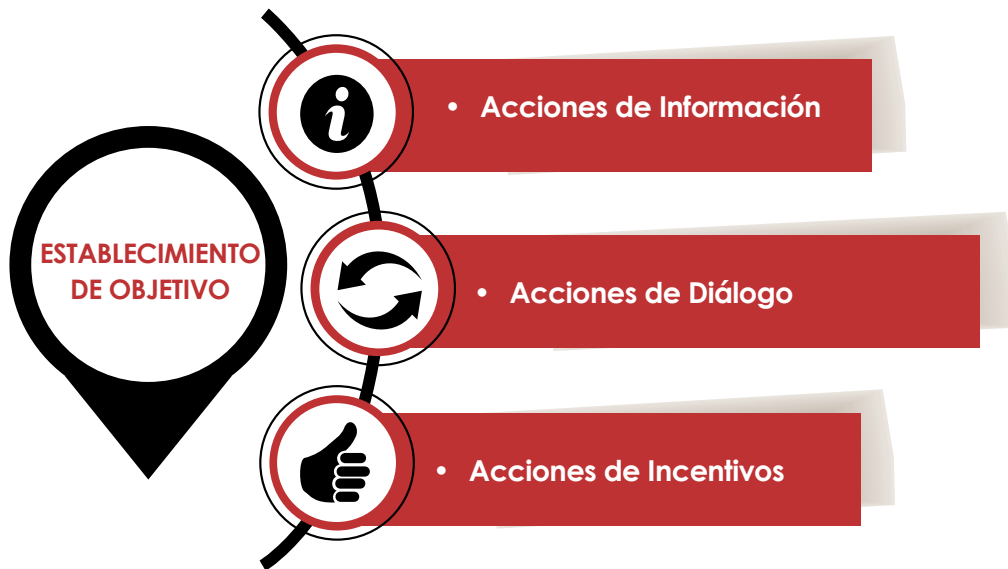 ESTABLECIMIENTO
DE OBJETIVO
• Acciones de Información
• Acciones de Diálogo
• Acciones de Incentivos